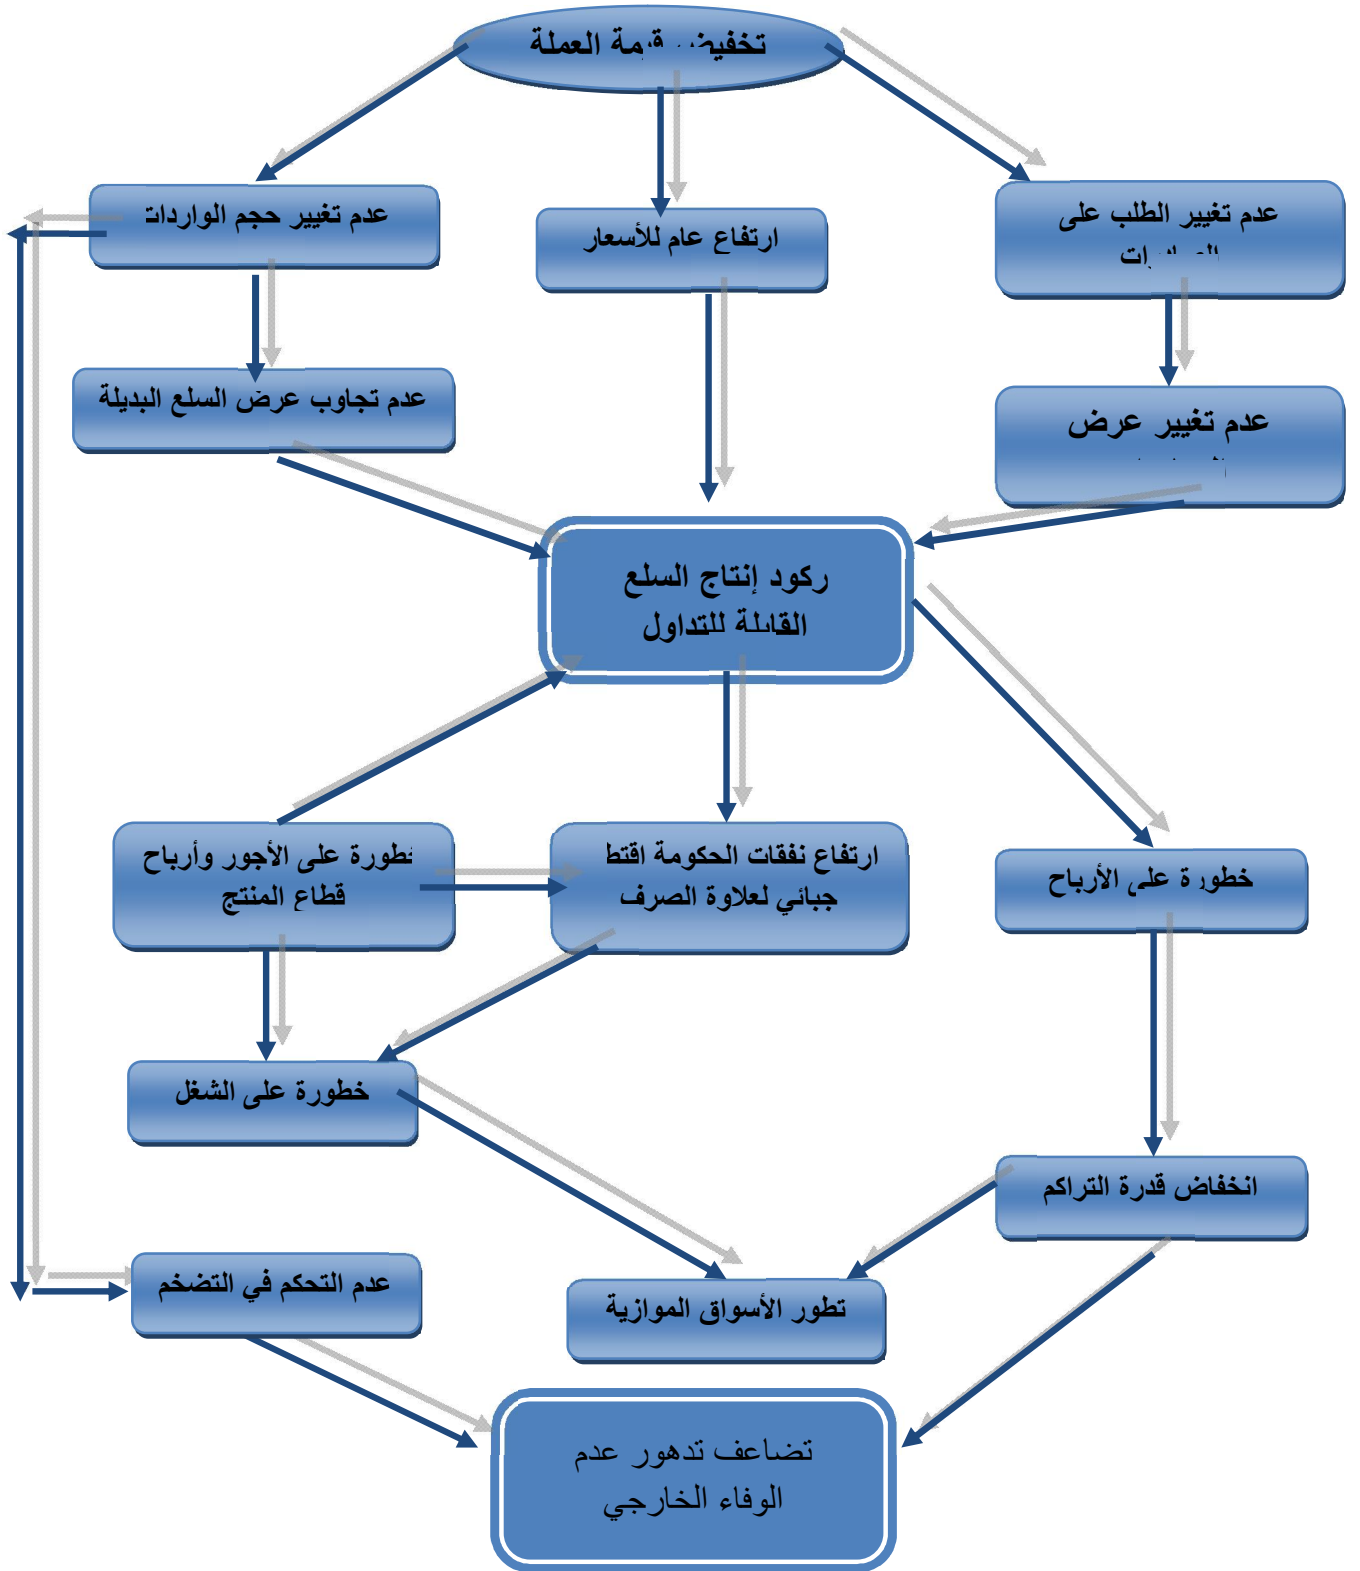 تخفيض قيمة العملة
عدم تغيير الطلب على
ارتفاع عام للأسعار
عدم تغيير حجم الواردات
عدم تغيير عرض
عدم تجاوب عرض السلع البديلة
ركود إنتاج السلع
القابلة للتداول
خطورة على الأرباح
ارتفاع نفقات الحكومة اقتط
جبائي لعلاوة الصرف
خطورة على الأجور وأرباح
قطاع المنتج
خطورة على الشغل
انخفاض قدرة التراكم
عدم التحكم في التضخم
تطور الأسواق الموازية
تضاعف تدهور عدم
الوفاء الخارجي